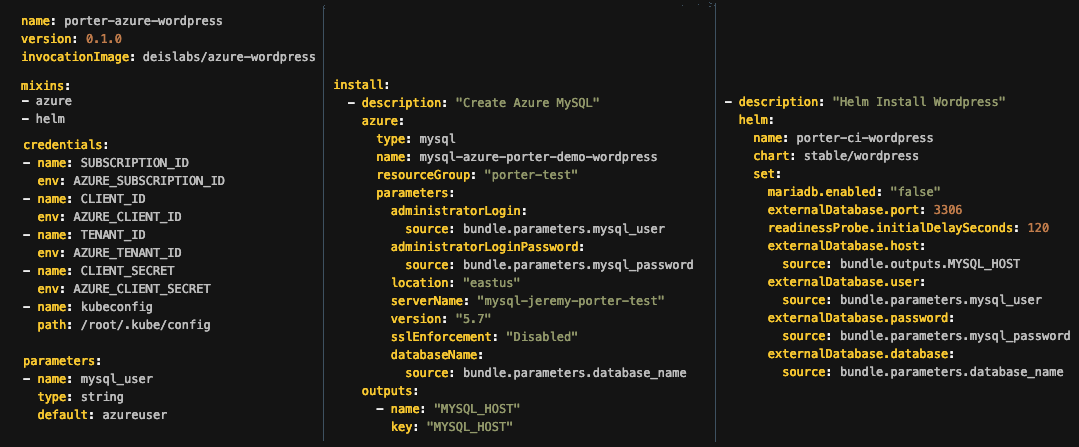 name: porter-azure-wordpress
version: 0.1.0
invocationImage: deislabs/azure-wordpress
mixins:
- azure
- helm
credentials:
- name: SUBSCRIPTION_ID
  env: AZURE_SUBSCRIPTION_ID
- name: CLIENT_ID
  env: AZURE_CLIENT_ID
- name: TENANT_ID
  env: AZURE_TENANT_ID
- name: CLIENT_SECRET
  env: AZURE_CLIENT_SECRET
- name: kubeconfig
  path: /root/.kube/config
parameters:
- name: mysql_user
  type: string
  default: azureuser
install:
  - description: "Create Azure MySQL"
    azure:
      type: mysql
      name: mysql-azure-porter-demo-wordpress
      resourceGroup: "porter-test"
      parameters:
        administratorLogin:
          source: bundle.parameters.mysql_user
        administratorLoginPassword:
          source: bundle.parameters.mysql_password
        location: "eastus"
        serverName: "mysql-jeremy-porter-test"
        version: "5.7"
        sslEnforcement: "Disabled"
        databaseName:
          source: bundle.parameters.database_name
    outputs:
      - name: "MYSQL_HOST"
        key: "MYSQL_HOST"
- description: "Helm Install Wordpress"
  helm:
    name: porter-ci-wordpress
    chart: stable/wordpress
    set:
      mariadb.enabled: "false"
      externalDatabase.port: 3306
      readinessProbe.initialDelaySeconds: 120
      externalDatabase.host:
        source: bundle.outputs.MYSQL_HOST
      externalDatabase.user:
        source: bundle.parameters.mysql_user
      externalDatabase.password:
        source: bundle.parameters.mysql_password
      externalDatabase.database:
        source: bundle.parameters.database_name